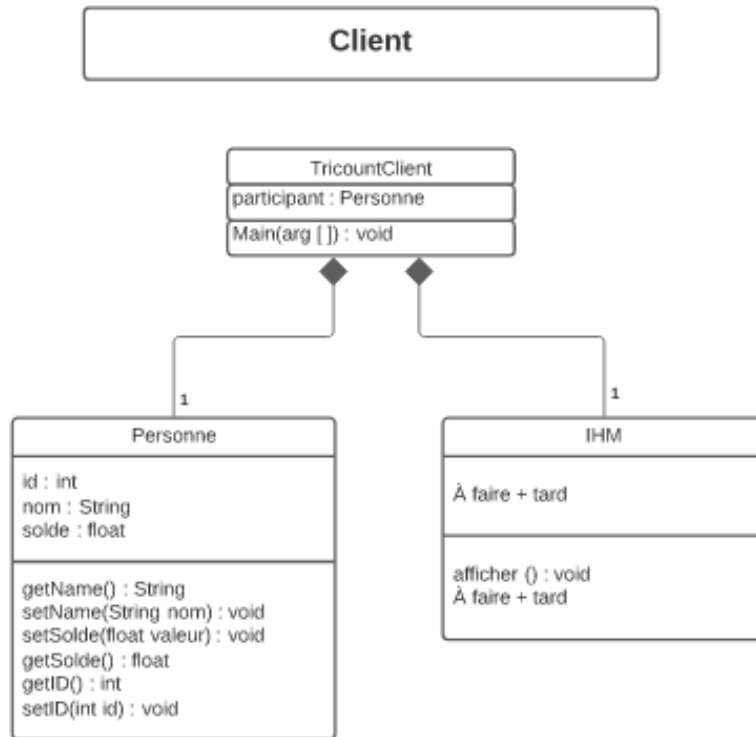 Client
TricountClient
participant : Personne
Main(arg [ ]) : void
1
1
Personne
id : int
nom : String
solde : float
getName() : String
setName(String nom) : void
setSolde(float valeur) : void
getSolde() : float
getID() : int
setID(int id) : void
IHM
À faire + tard
afficher () : void
À faire + tard